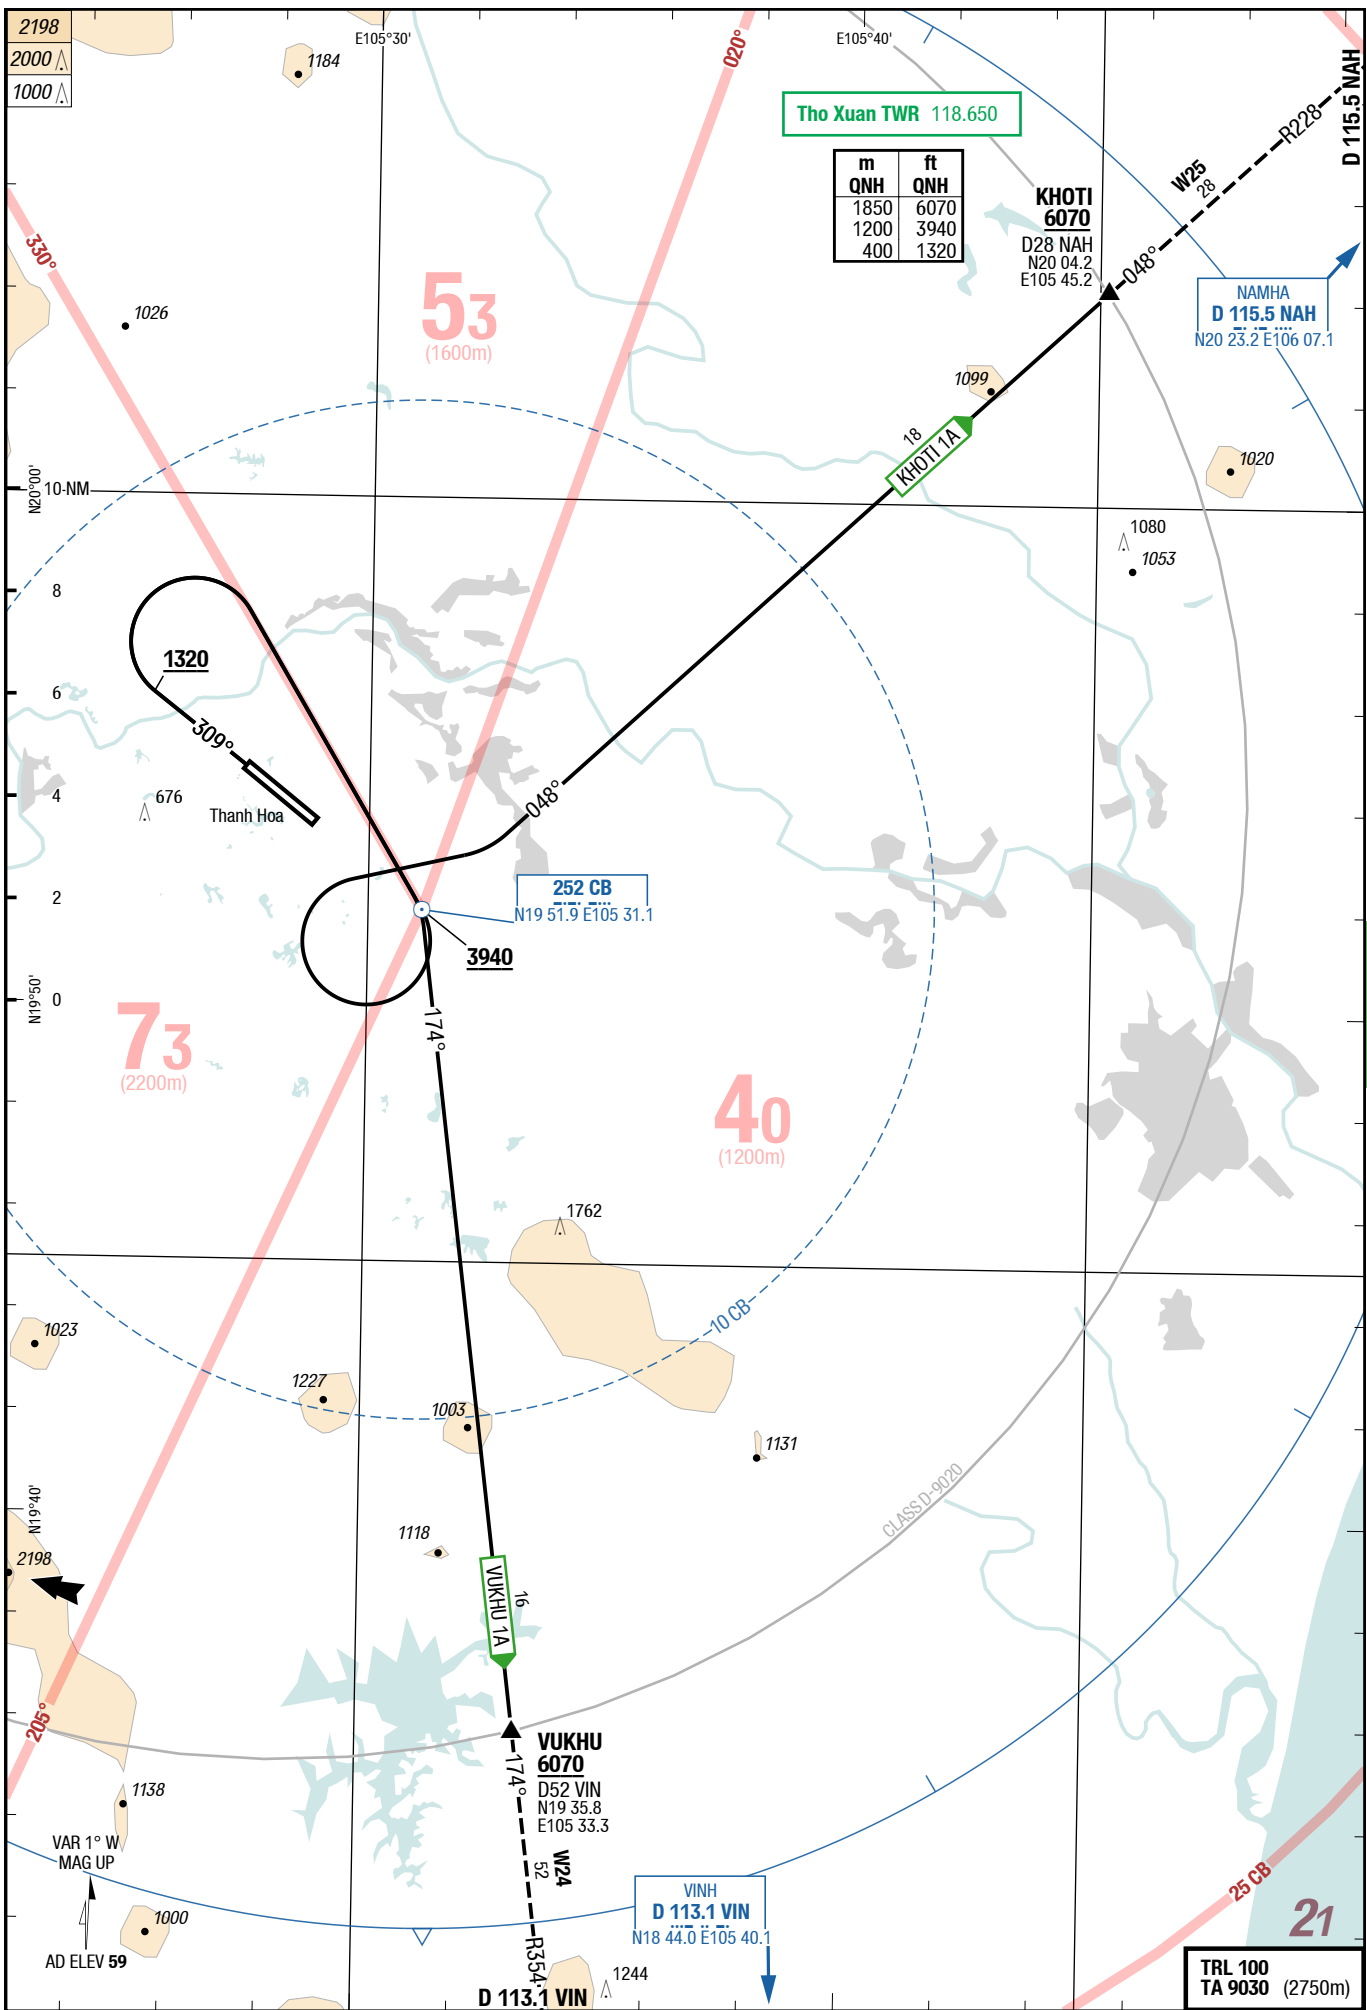 2198
2000
1000
E105°30'
E105°40'
1184
020°
D 115.5 NAH
R228
Tho Xuan TWR 118.650
m ft
QNH QNH
1850 6070
1200 3940
400 1320
W25
28
KHOTI
6070
D28 NAH
N20 04.2
E105 45.2
048°
330°
NAMHA
D 115.5 NAH
N20 23.2 E106 07.1
53
(1600m)
1026
1099
18
KHOTI 1A
1020
N20°00'
10 NM
1080
1053
8
1320
6
309°
4
676
Thanh Hoa
048°
2
252 CB
N19 51.9 E105 31.1
3940
N19°50'
0
174°
73
(2200m)
40
(1200m)
1762
10 CB
1023
1227
1003
1131
CLASS D-9020
N19°40'
1118
2198
VUKHU 1A
16
205°
VUKHU
6070
D52 VIN
N19 35.8
E105 33.3
174°
1138
VAR 1° W
MAG UP
W24
52
25 CB
VINH
D 113.1 VIN
N18 44.0 E105 40.1
21
1000
AD ELEV 59
R354
1244
D 113.1 VIN
TRL 100
TA 9030 (2750m)